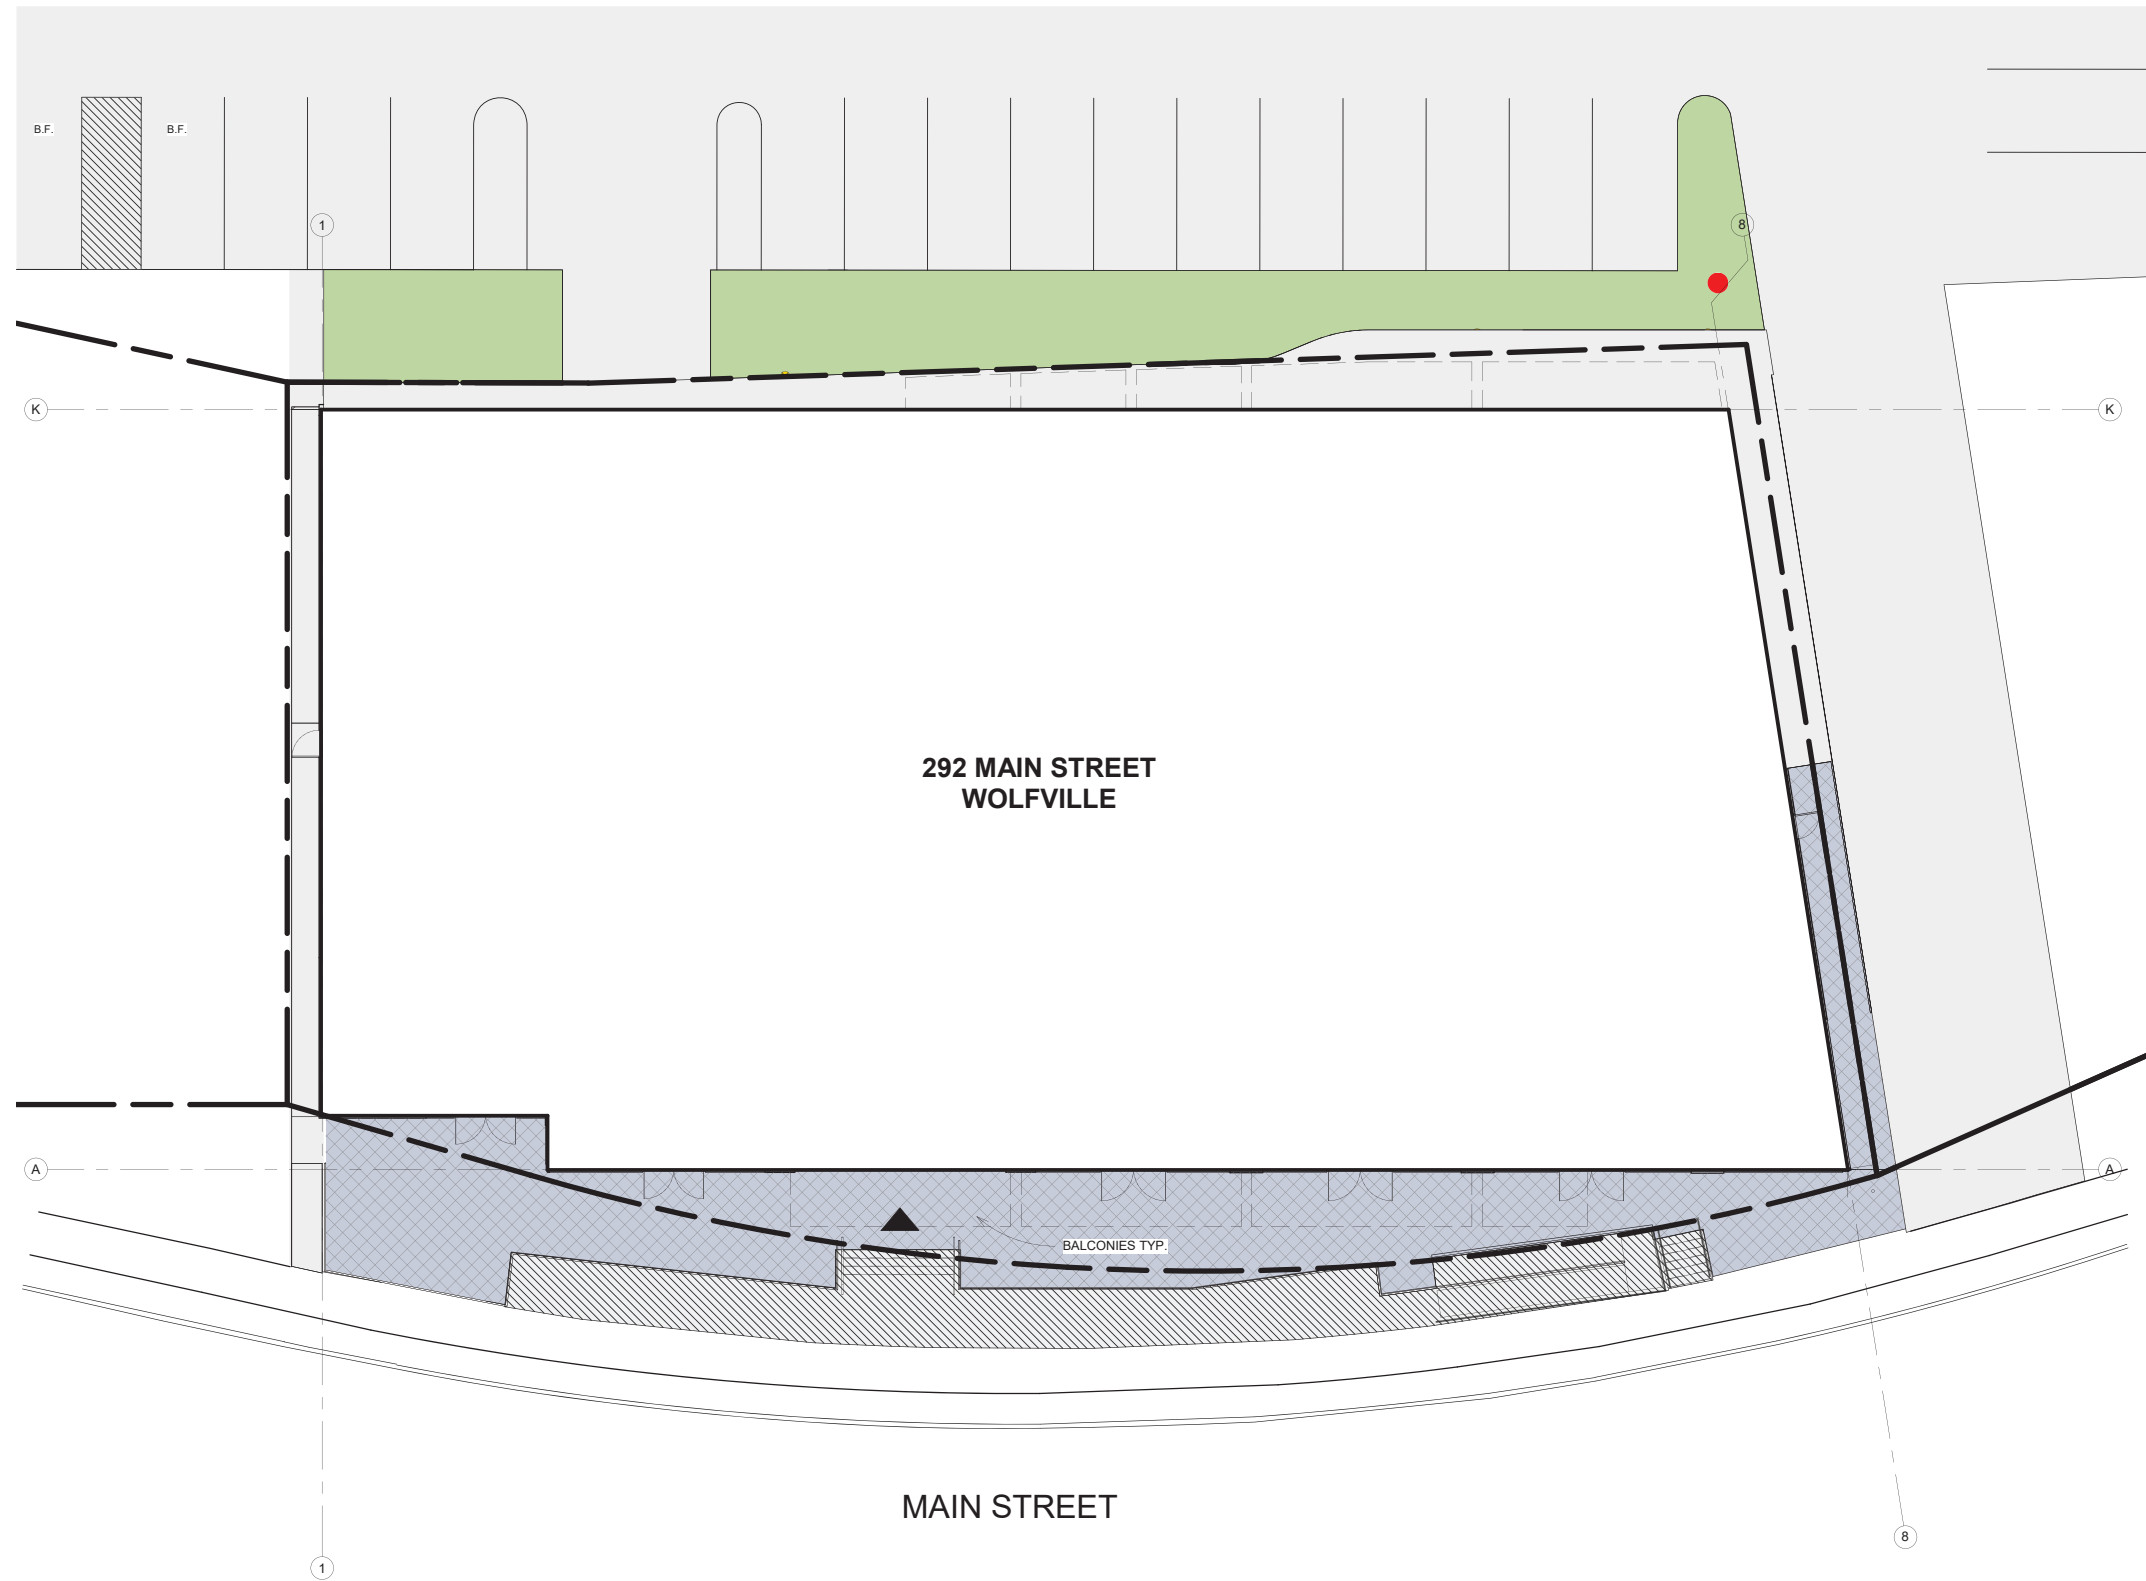 B.F.
B.F.
1
8
K
K
292 MAIN STREET
WOLFVILLE
A
A
BALCONIES TYP.
MAIN STREET
8
1